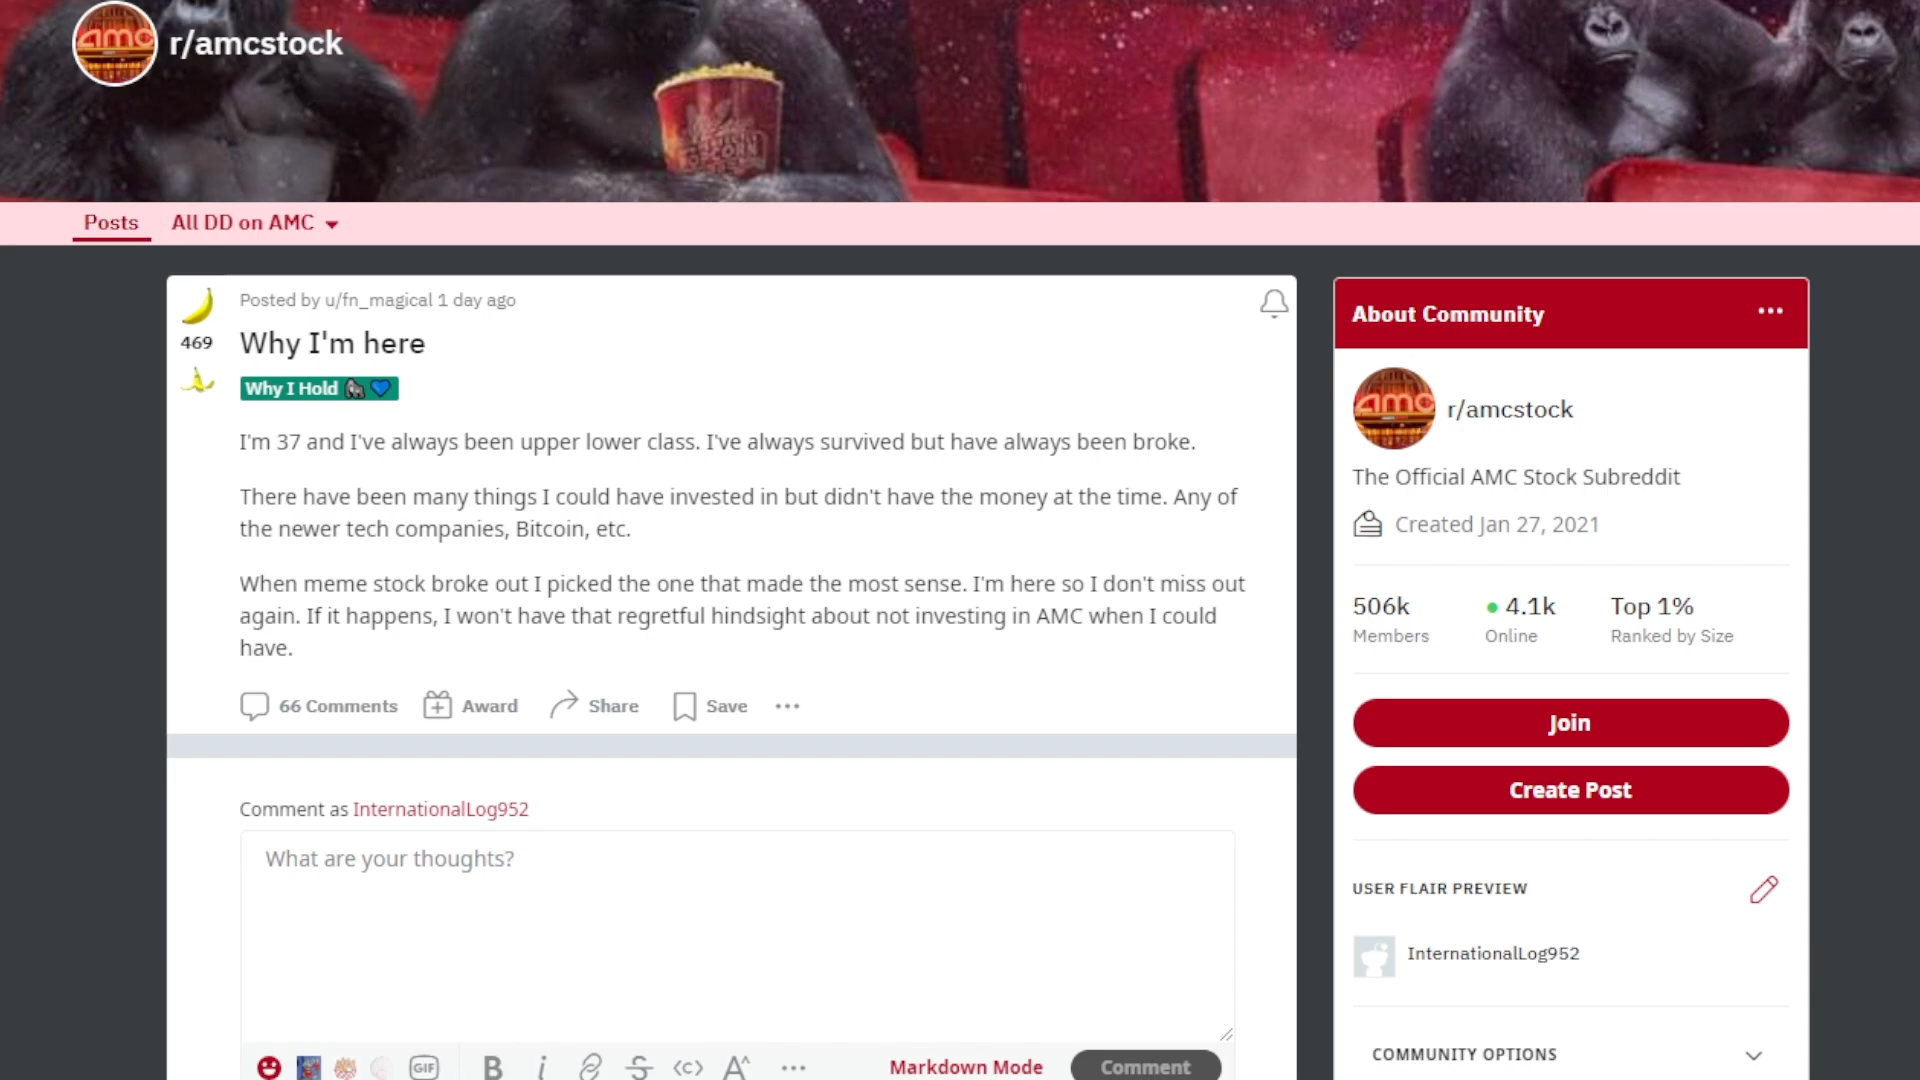 amc
r/amcstock
Posts
All DD on AMC
Posted by u/fn_magical 1 day ago
469
Why I'm here
Why I Hold 🦍💙
I'm 37 and I've always been upper lower class. I've always survived but have always been broke.
There have been many things I could have invested in but didn't have the money at the time. Any of
the newer tech companies, Bitcoin, etc.
When meme stock broke out I picked the one that made the most sense. I'm here so I don't miss out
again. If it happens, I won't have that regretful hindsight about not investing in AMC when I could
have.
66 Comments
Award
Share
Save
Comment as InternationalLog952
What are your thoughts?
GIF
B
i
S
<c>
A^
Markdown Mode
Comment
About Community
amc
r/amcstock
The Official AMC Stock Subreddit
Created Jan 27, 2021
506k
4.1k
Top 1%
Members
Online
Ranked by Size
Join
Create Post
USER FLAIR PREVIEW
InternationalLog952
COMMUNITY OPTIONS